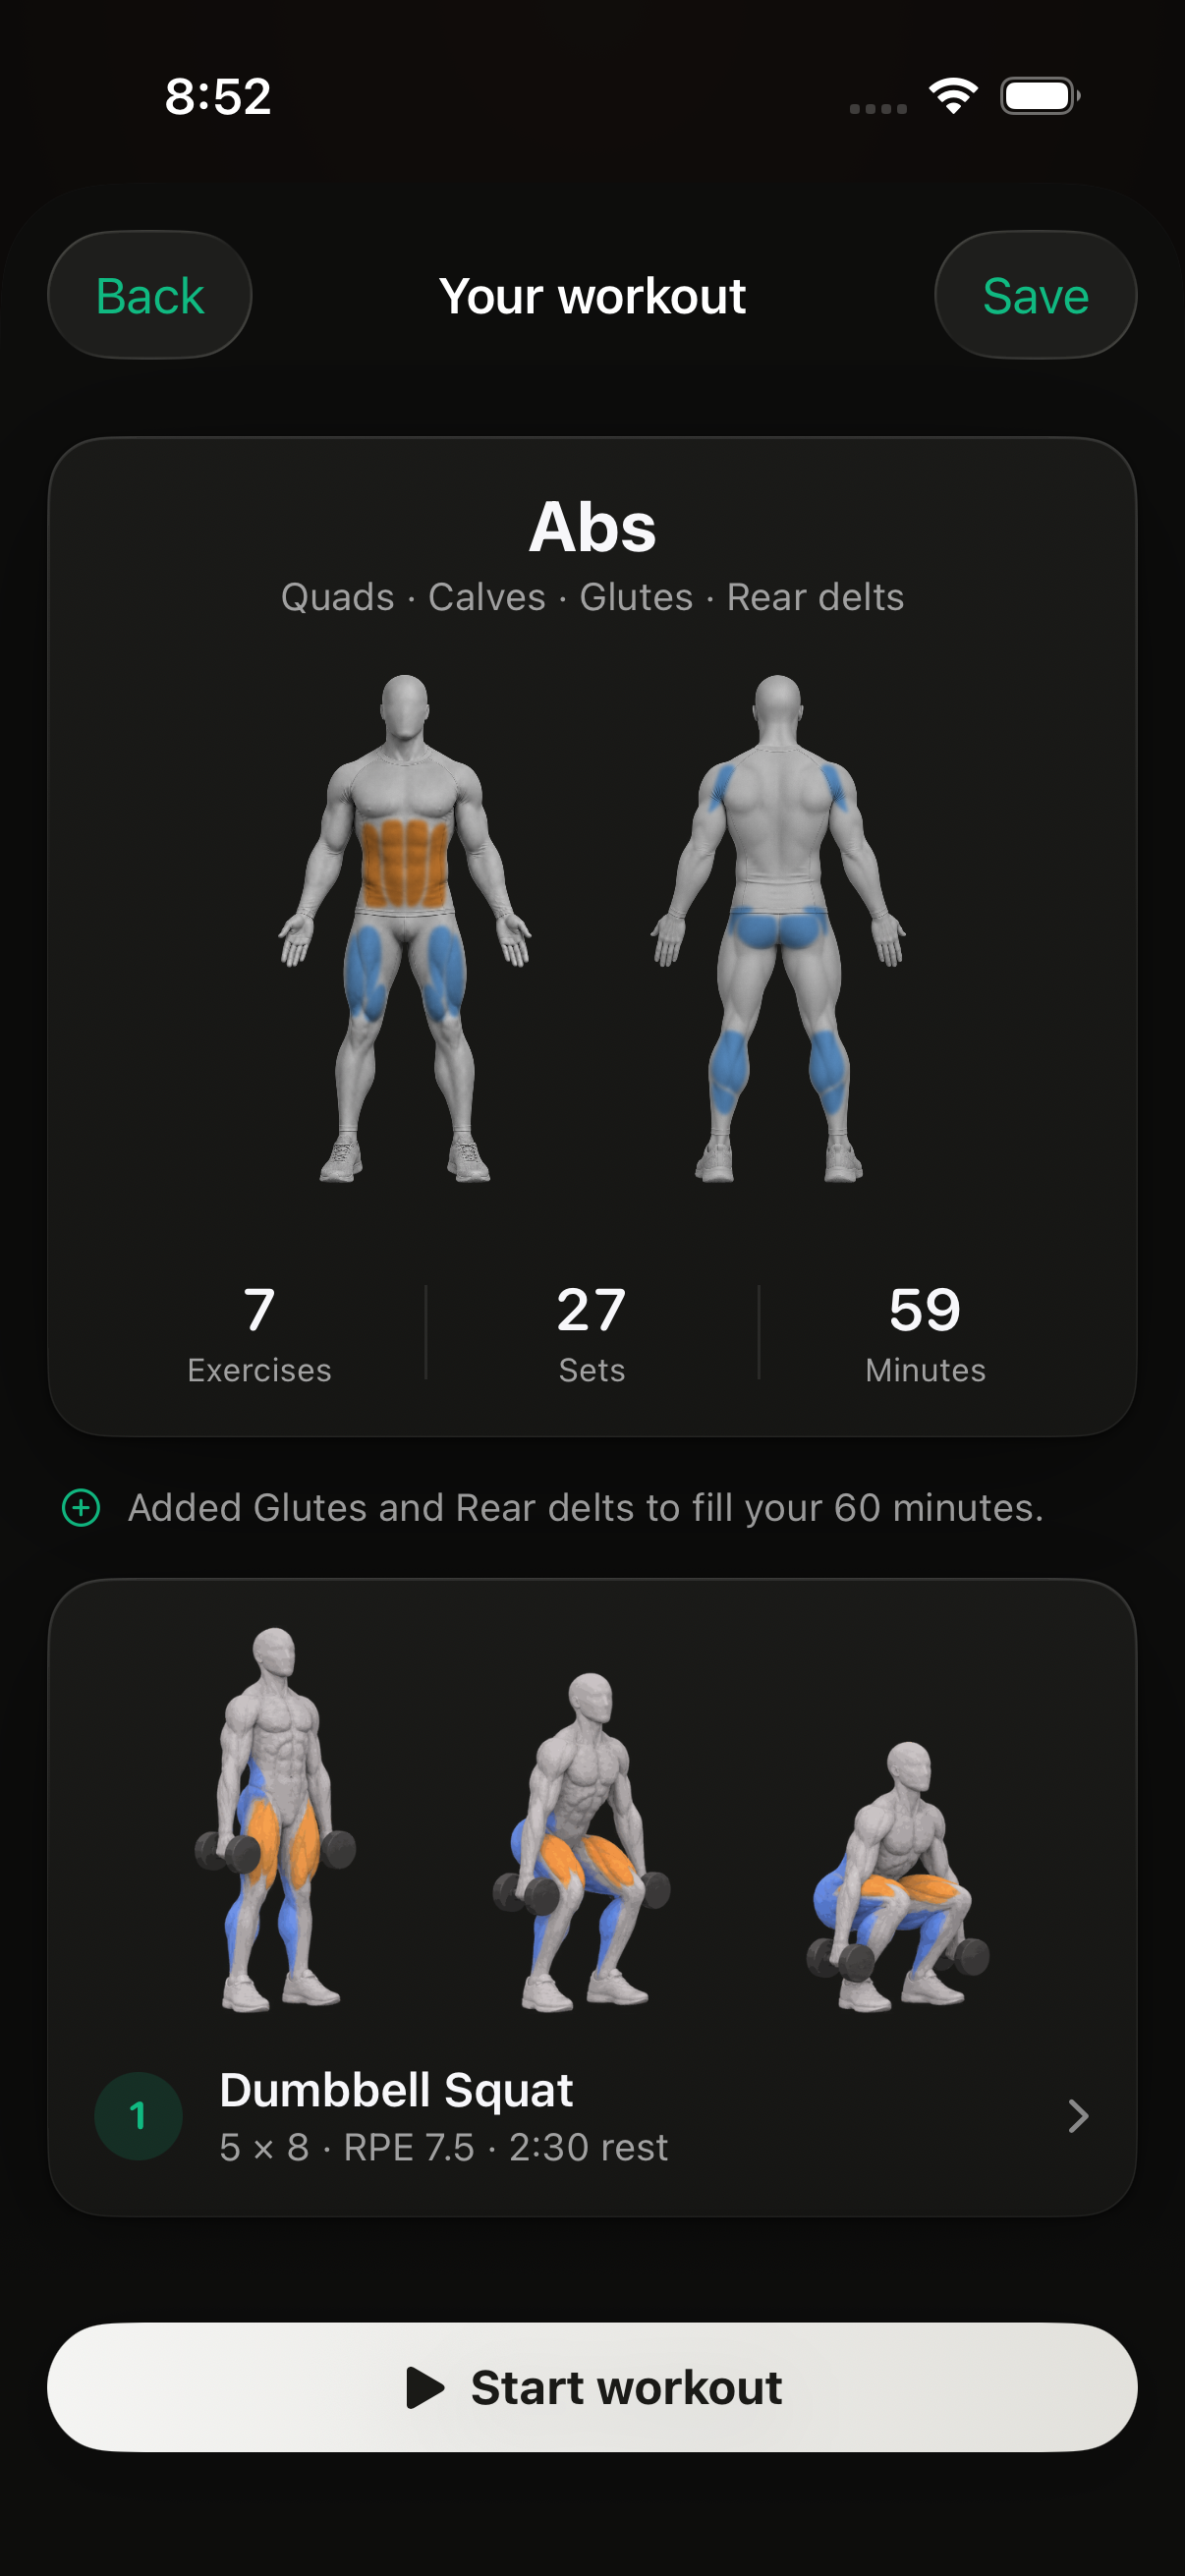 8:52
Back
Your workout
Save
Abs
Quads · Calves · Glutes · Rear delts
7
Exercises
27
Sets
59
Minutes
Added Glutes and Rear delts to fill your 60 minutes.
1
Dumbbell Squat
5 × 8 · RPE 7.5 · 2:30 rest
Start workout